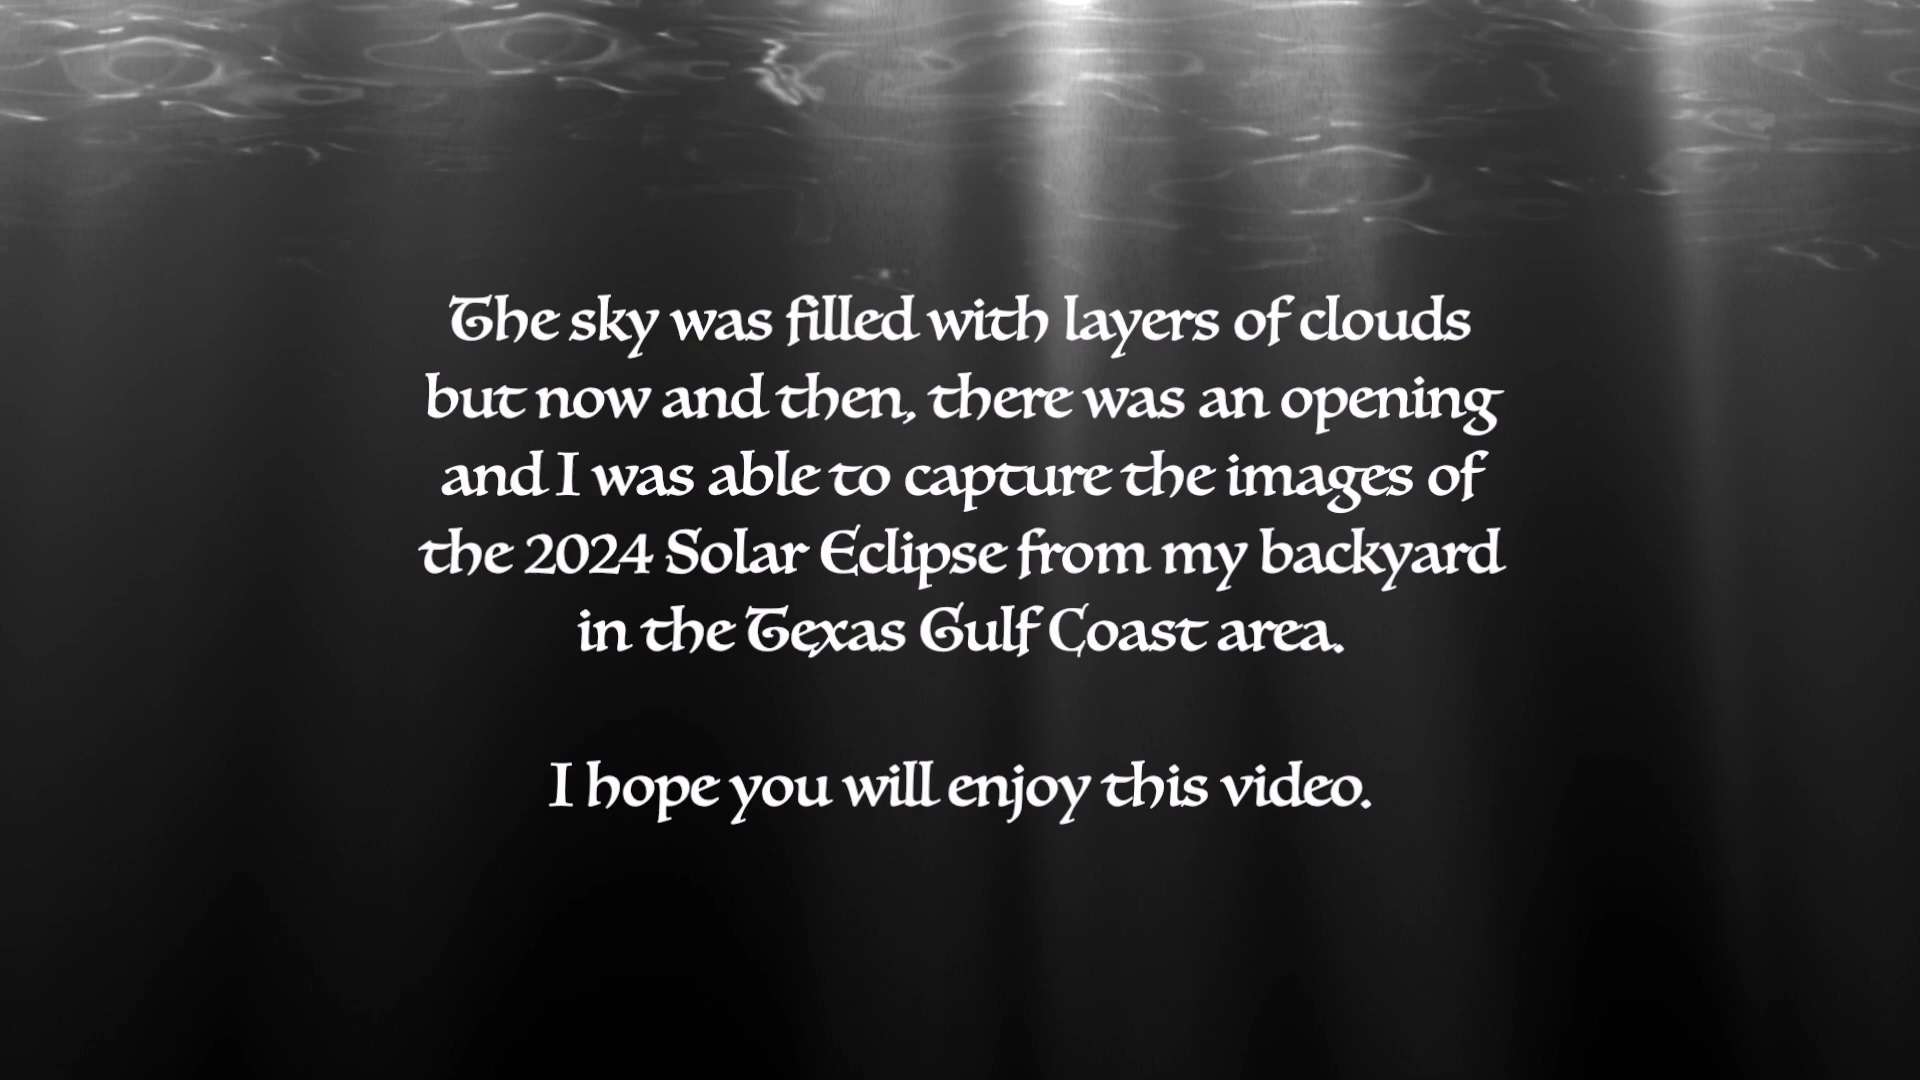 The sky was filled with layers of clouds
but now and then, there was an opening
and I was able to capture the images of
the 2024 Solar Eclipse from my backyard
in the Texas Gulf Coast area.
I hope you will enjoy this video.